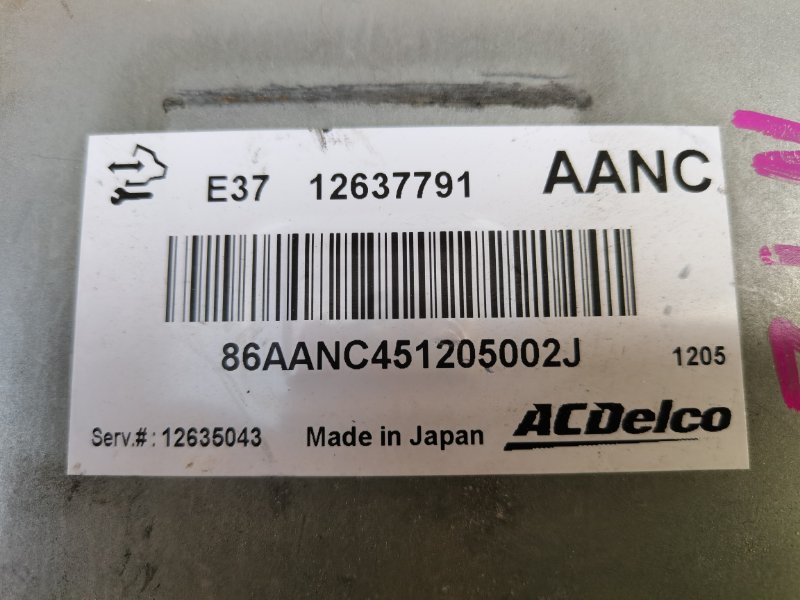 E37 12637791 AANC
86AANC451205002J 1205
Serv.#: 12635043 Made in Japan ACDelco